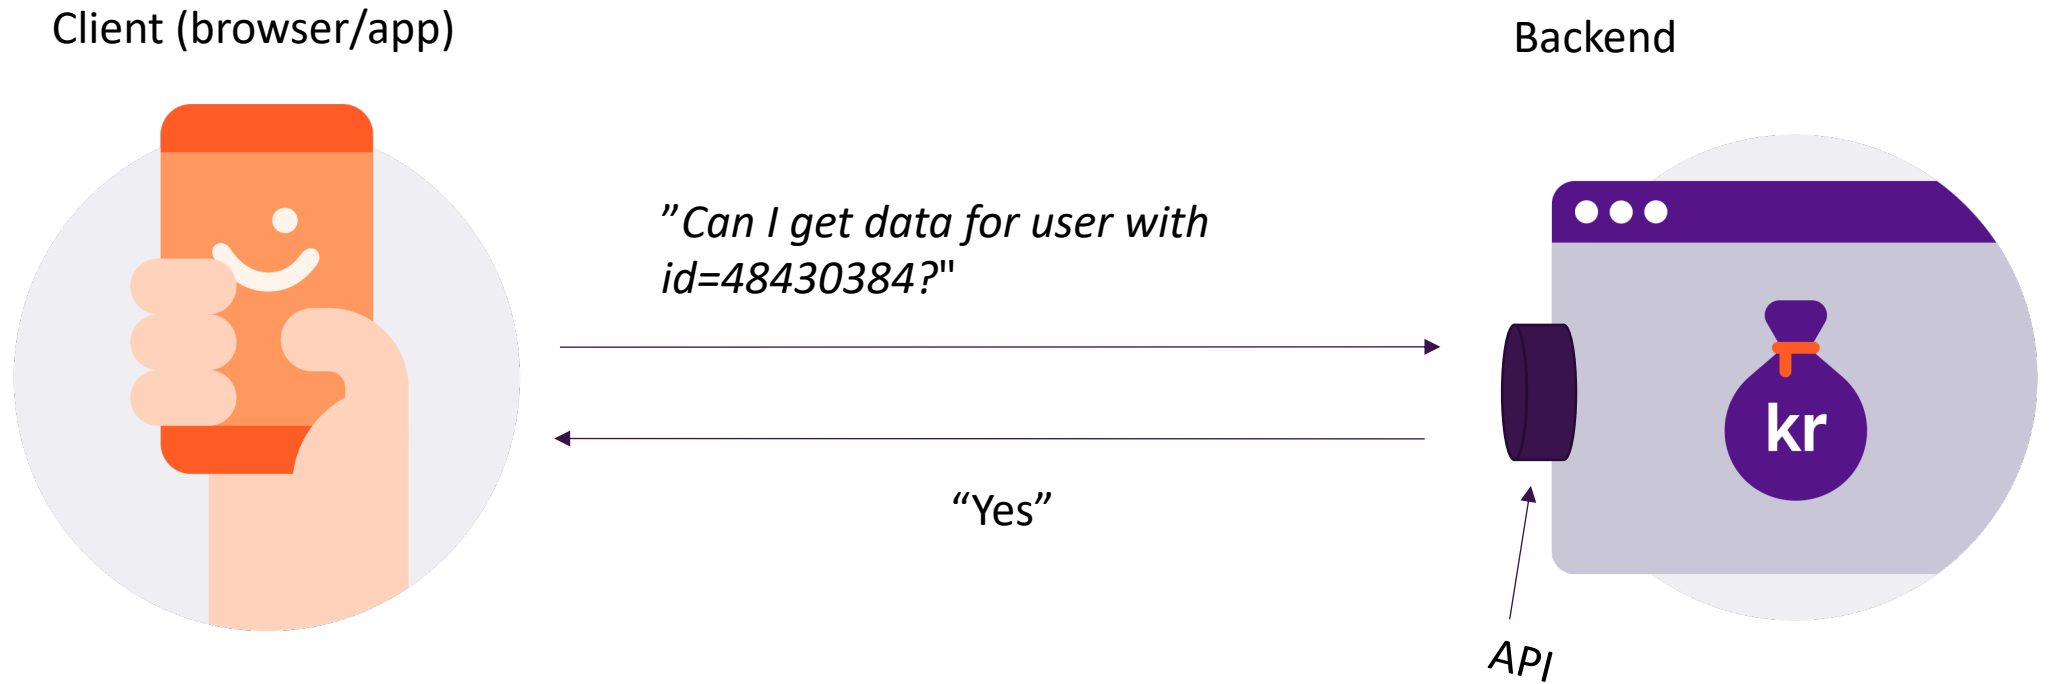 Client (browser/app)
Backend
”Can I get data for user with
id=48430384?"
“Yes”
kr
API